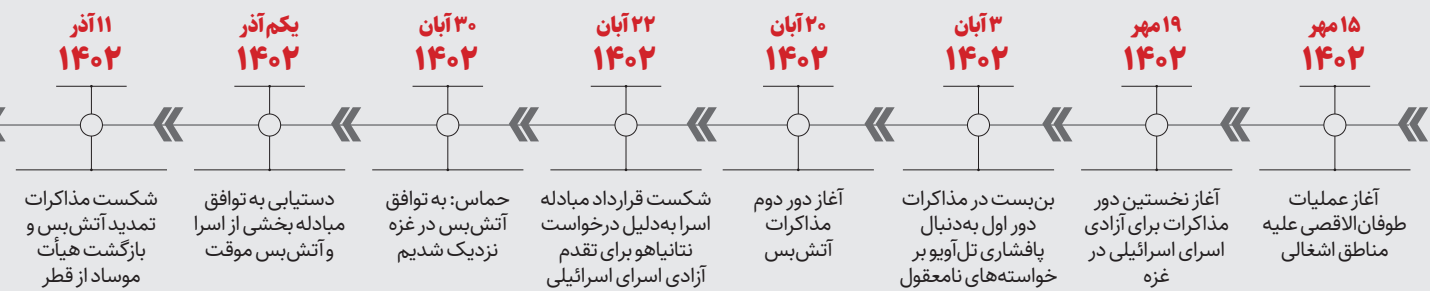 ۱۵ مهر
۱۴۰۲
آغاز عملیات
طوفان‌الاقصی علیه
مناطق اشغالی
۱۹ مهر
۱۴۰۲
آغاز نخستین دور
مذاکرات برای آزادی
اسرای اسرائیلی در
غزه
۳ آبان
۱۴۰۲
بن‌بست در مذاکرات
دور اول به‌دنبال
پافشاری تل‌آویو بر
خواسته‌های نامعقول
۲۰ آبان
۱۴۰۲
آغاز دور دوم
مذاکرات
آتش‌بس
۲۲ آبان
۱۴۰۲
شکست قرارداد مبادله
اسرا به‌دلیل درخواست
نتانیاهو برای تقدم
آزادی اسرای اسرائیلی
۳۰ آبان
۱۴۰۲
حماس: به توافق
آتش‌بس در غزه
نزدیک شدیم
یکم آذر
۱۴۰۲
دستیابی به توافق
مبادله بخشی از اسرا
و آتش‌بس موقت
۱۱ آذر
۱۴۰۲
شکست مذاکرات
تمدید آتش‌بس و
بازگشت هیأت
موساد از قطر